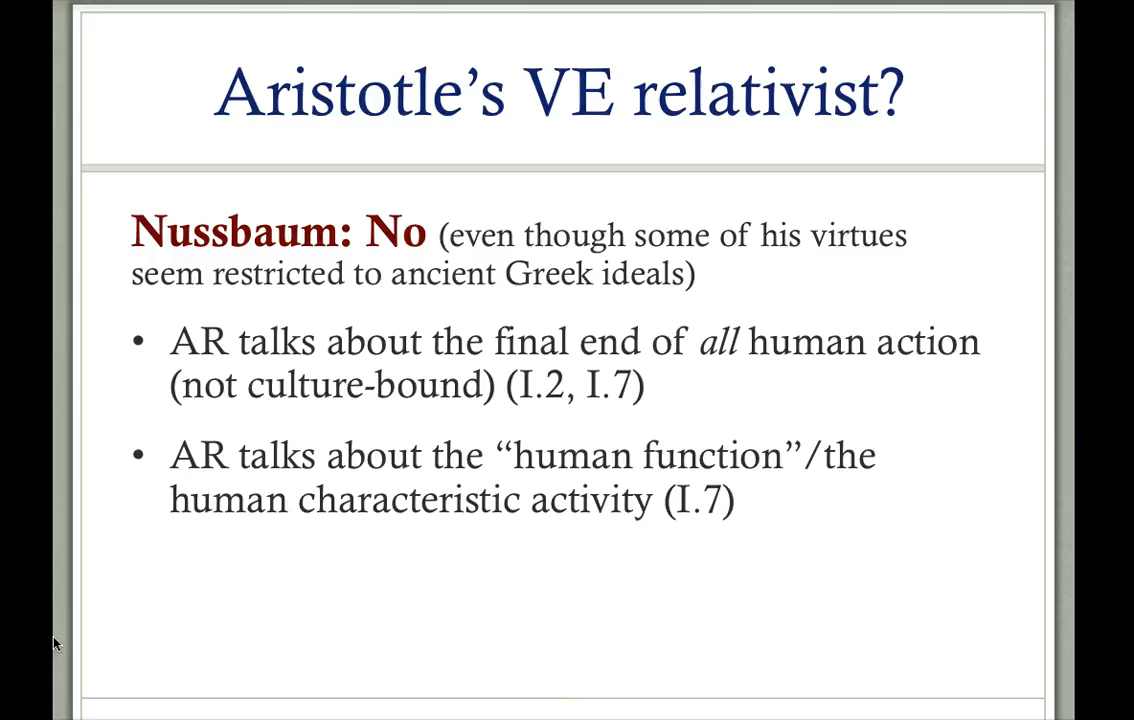 Aristotle's VE relativist?
Nussbaum: No (even though some of his virtues
seem restricted to ancient Greek ideals)
• AR talks about the final end of all human action
(not culture-bound) (I.2, I.7)
• AR talks about the “human function”/the
human characteristic activity (I.7)